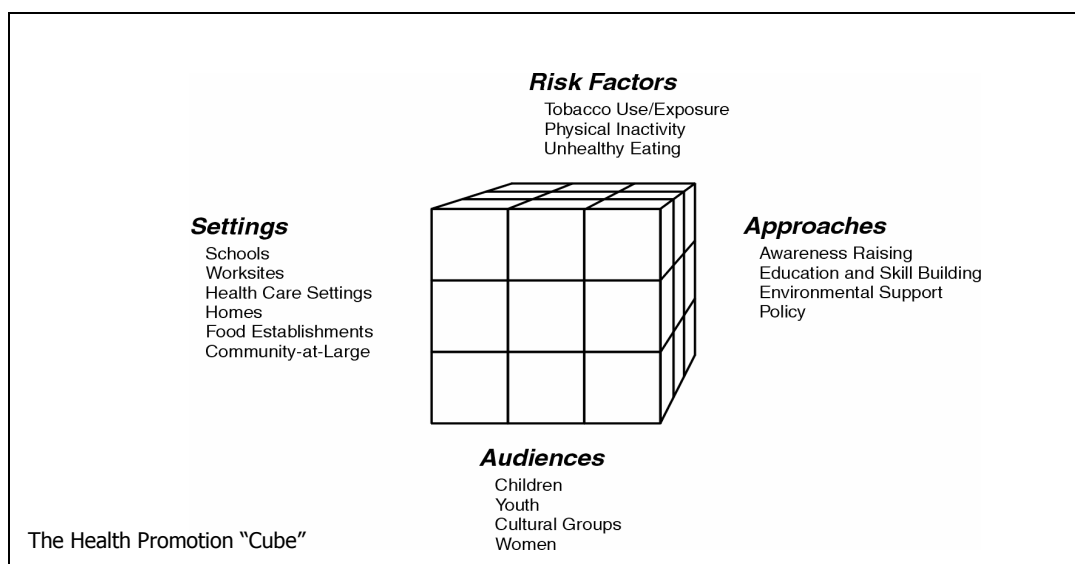 Risk Factors
Tobacco Use/Exposure
Physical Inactivity
Unhealthy Eating
Settings
Schools
Worksites
Health Care Settings
Homes
Food Establishments
Community-at-Large
Approaches
Awareness Raising
Education and Skill Building
Environmental Support
Policy
Audiences
Children
Youth
Cultural Groups
Women
The Health Promotion “Cube”